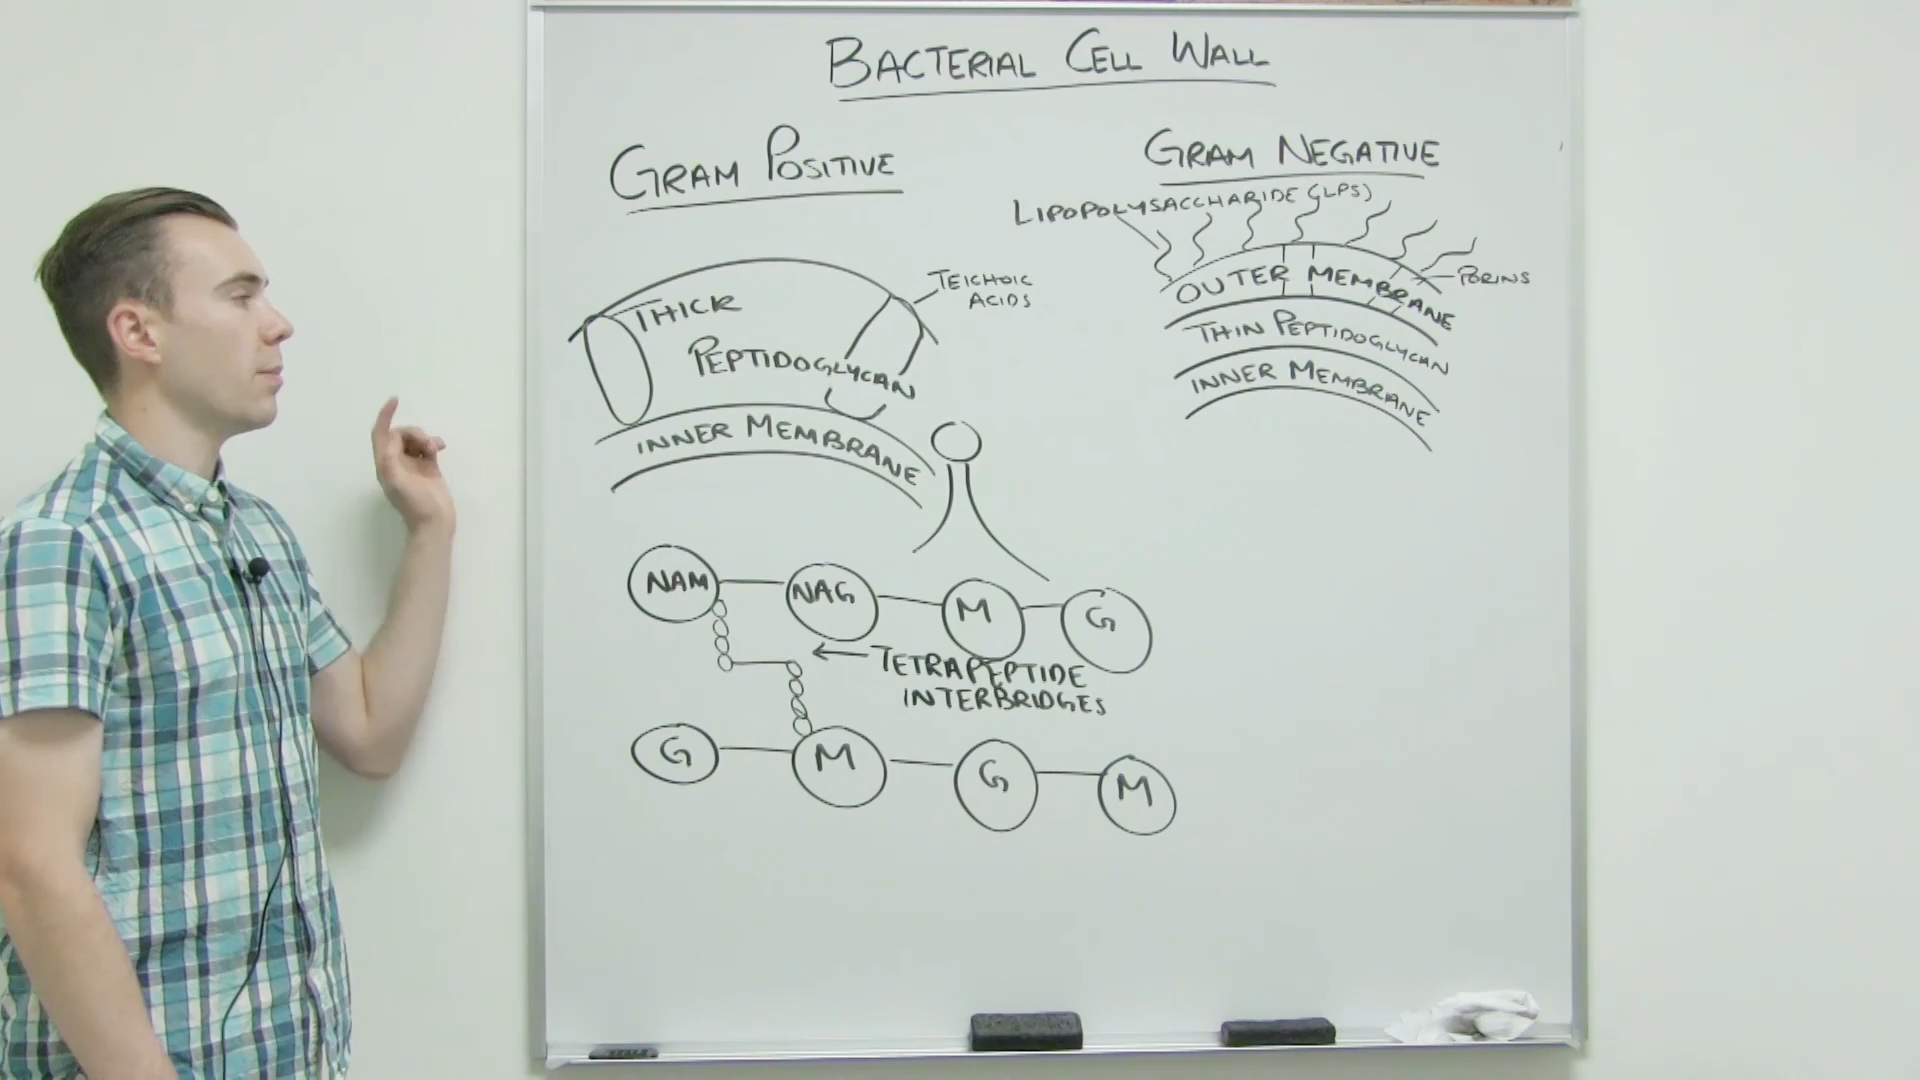 BACTERIAL CELL WALL
GRAM POSITIVE
THICK
PEPTIDOGLYCAN
TEICHOIC
ACIDS
INNER MEMBRANE
GRAM NEGATIVE
LIPOPOLYSACCHARIDE (LPS)
OUTER MEMBRANE
PORINS
THIN PEPTIDOGLYCAN
INNER MEMBRANE
NAM NAG M G
TETRAPEPTIDE
INTERBRIDGES
G M G M